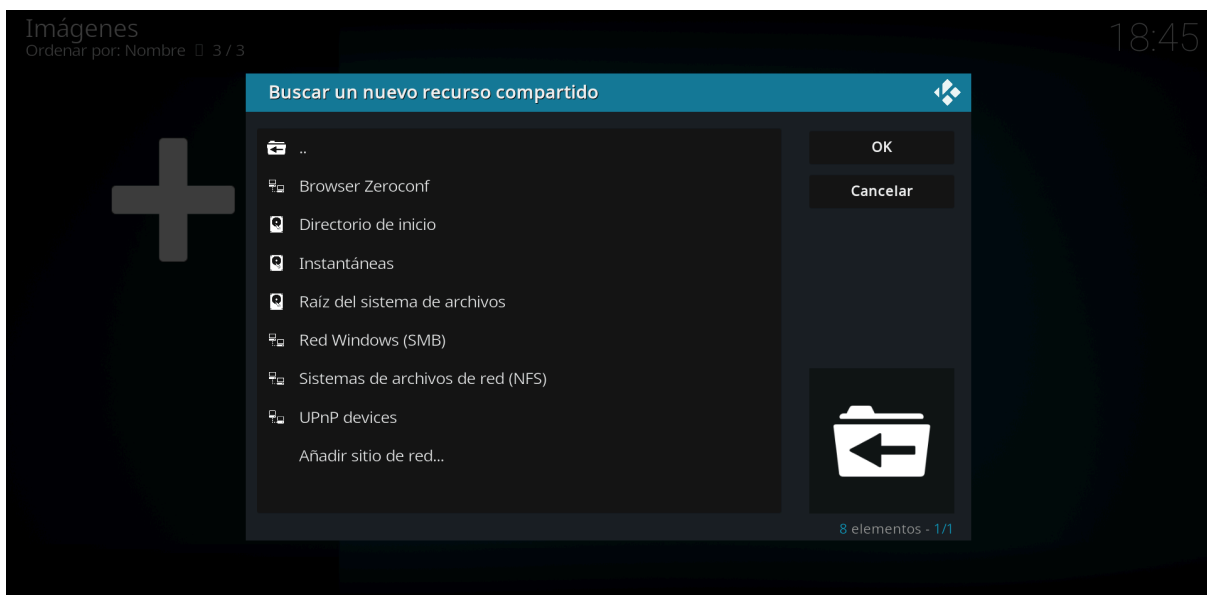 Imágenes
Ordenar por: Nombre 3 / 3
18:45
Buscar un nuevo recurso compartido
..
Browser Zeroconf
Directorio de inicio
Instantáneas
Raíz del sistema de archivos
Red Windows (SMB)
Sistemas de archivos de red (NFS)
UPnP devices
Añadir sitio de red...
OK
Cancelar
8 elementos - 1/1